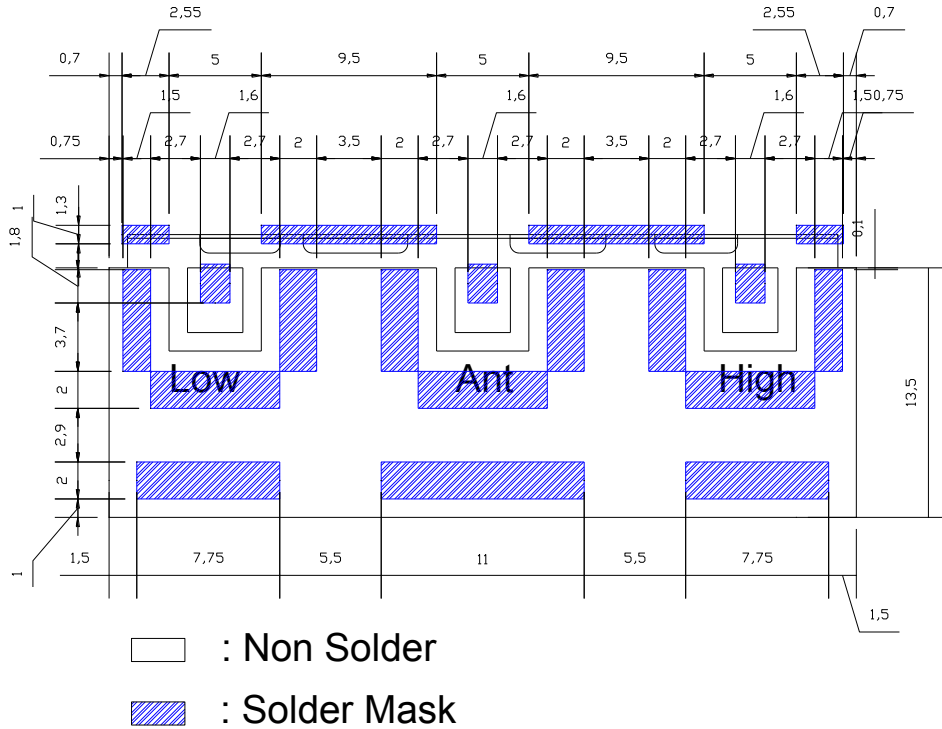 2,55 2,55 0,7
0,7 5 9,5 5 9,5 5
1,5 1,6 1,6 1,6 1,50,75
0,75 2,7 2,7 2 3,5 2 2,7 2,7 2 3,5 2 2,7 2,7
1
1,3
1,8
0,1
3,7
Low Ant High
2
13,5
2,9
2
1
1,5 7,75 5,5 11 5,5 7,75
1,5
: Non Solder
: Solder Mask